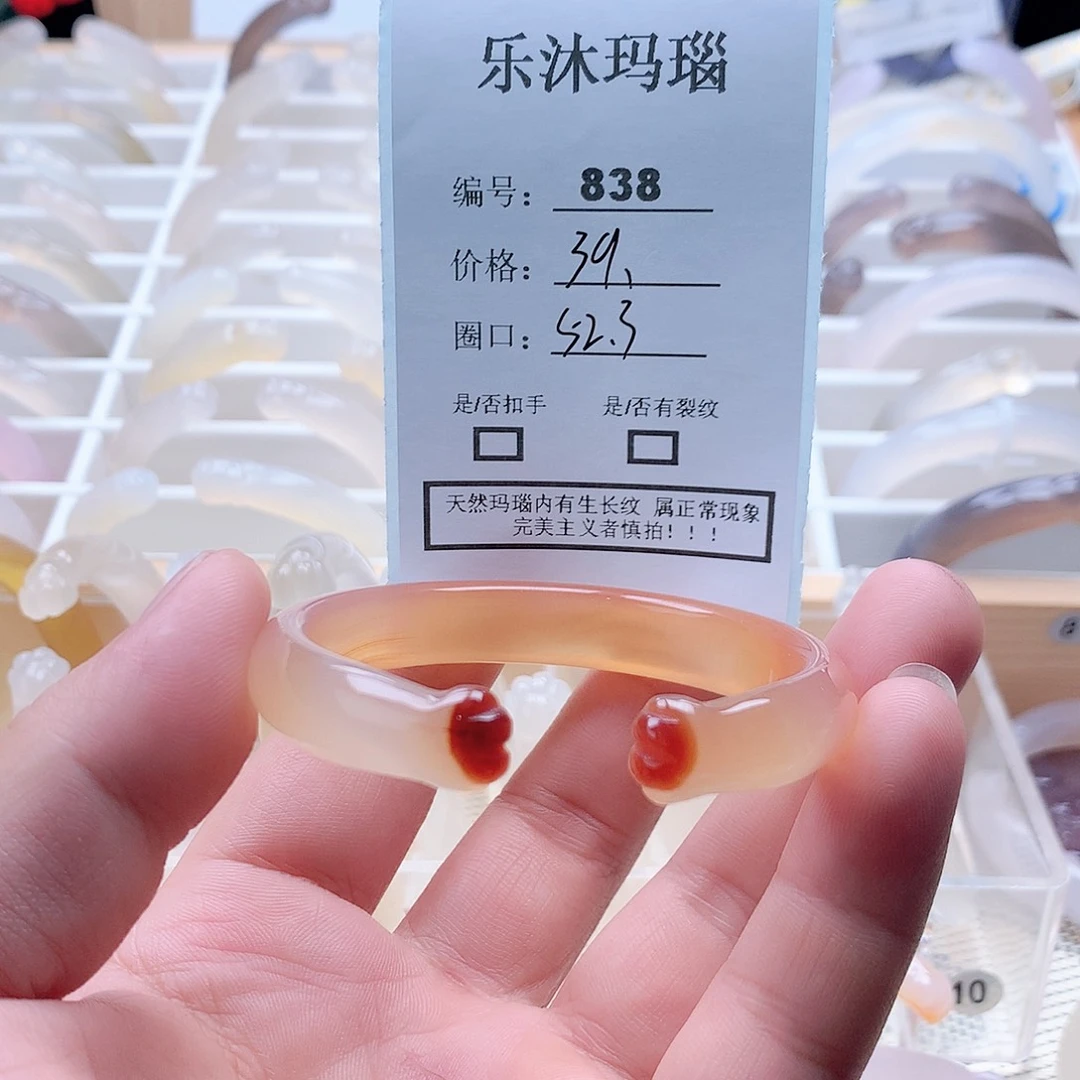 乐沐玛瑙
编号： 838
价格： 39.
圈口： 52.3
是/否扣手 是/否有裂纹
天然玛瑙内有生长纹 属正常现象
完美主义者慎拍！！！
10